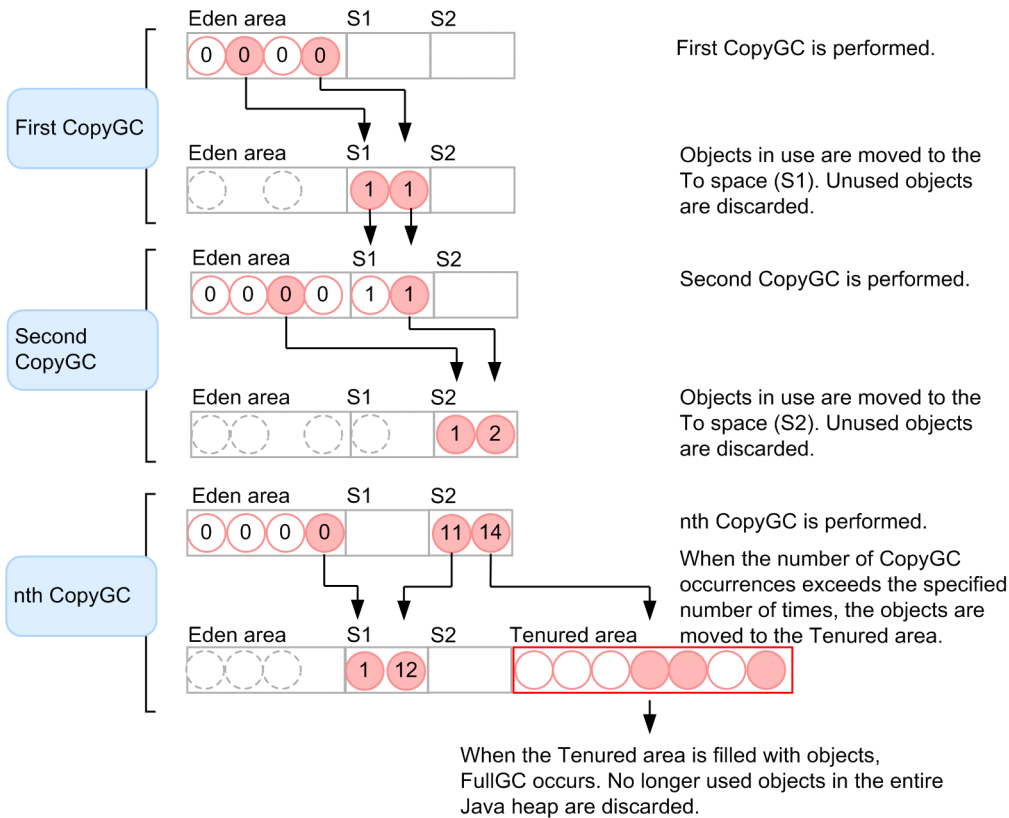 Eden area S1 S2
0 0 0 0
First CopyGC is performed.
First CopyGC
Eden area S1 S2
1 1
Objects in use are moved to the
To space (S1). Unused objects
are discarded.
Eden area S1 S2
0 0 0 0 1 1
Second CopyGC is performed.
Second
CopyGC
Eden area S1 S2
1 2
Objects in use are moved to the
To space (S2). Unused objects
are discarded.
Eden area S1 S2
0 0 0 0 11 14
nth CopyGC is performed.
When the number of CopyGC
occurrences exceeds the specified
number of times, the objects are
moved to the Tenured area.
nth CopyGC
Eden area S1 S2 Tenured area
1 12
When the Tenured area is filled with objects,
FullGC occurs. No longer used objects in the entire
Java heap are discarded.